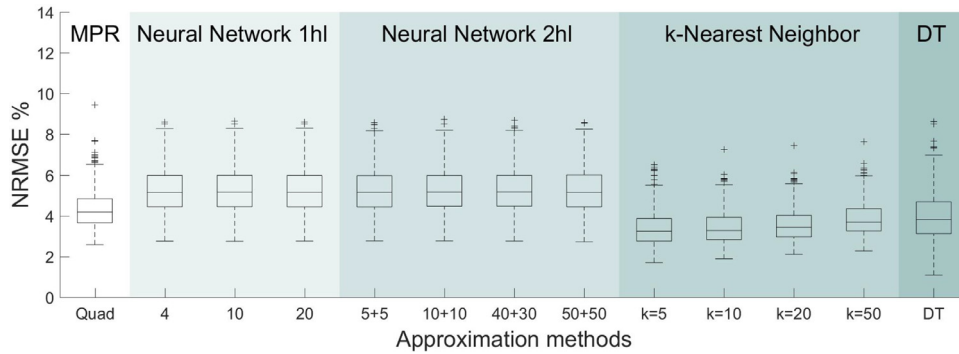 MPR Neural Network 1hl Neural Network 2hl k-Nearest Neighbor DT
NRMSE %
14
12
10
8
6
4
2
0
Quad 4 10 20 5+5 10+10 40+30 50+50 k=5 k=10 k=20 k=50 DT
Approximation methods